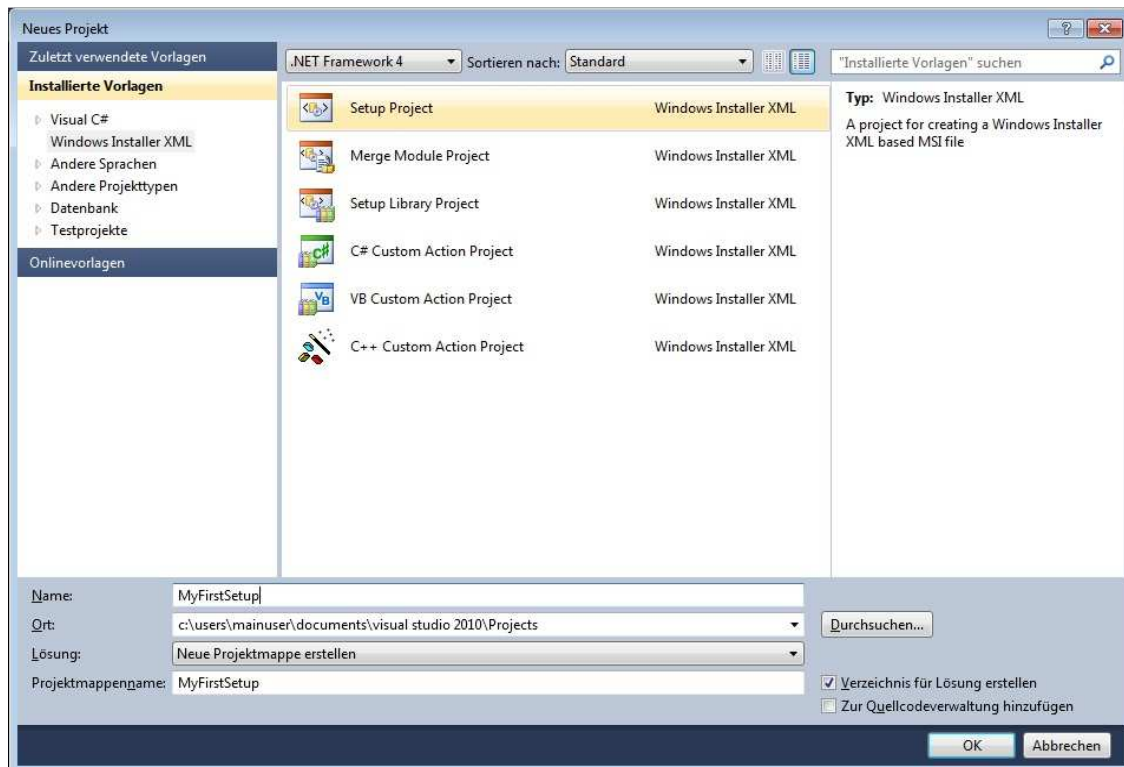 Neues Projekt
Zuletzt verwendete Vorlagen
Installierte Vorlagen
Visual C#
Windows Installer XML
Andere Sprachen
Andere Projekttypen
Datenbank
Testprojekte
Onlinevorlagen
.NET Framework 4
Sortieren nach:
Standard
Setup Project Windows Installer XML
Merge Module Project Windows Installer XML
Setup Library Project Windows Installer XML
C# Custom Action Project Windows Installer XML
VB Custom Action Project Windows Installer XML
C++ Custom Action Project Windows Installer XML
"Installierte Vorlagen" suchen
Typ: Windows Installer XML
A project for creating a Windows Installer
XML based MSI file
Name: MyFirstSetup
Ort: c:\users\mainuser\documents\visual studio 2010\Projects
Durchsuchen...
Lösung: Neue Projektmappe erstellen
Projektmappenname: MyFirstSetup
Verzeichnis für Lösung erstellen
Zur Quellcodeverwaltung hinzufügen
OK
Abbrechen